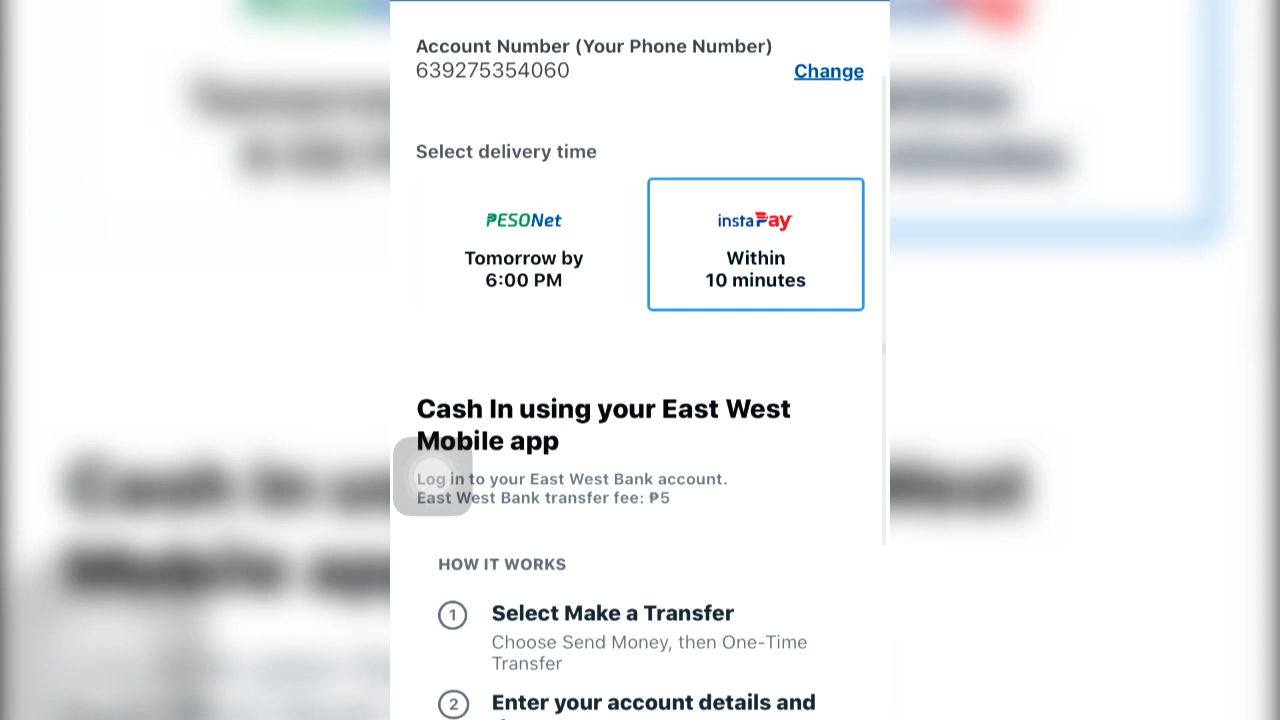 Account Number (Your Phone Number)
639275354060
Change
Select delivery time
PESONet
Tomorrow by
6:00 PM
instaPay
Within
10 minutes
Cash In using your East West
Mobile app
Log in to your East West Bank account.
East West Bank transfer fee: ₱5
HOW IT WORKS
1 Select Make a Transfer
Choose Send Money, then One-Time
Transfer
2 Enter your account details and